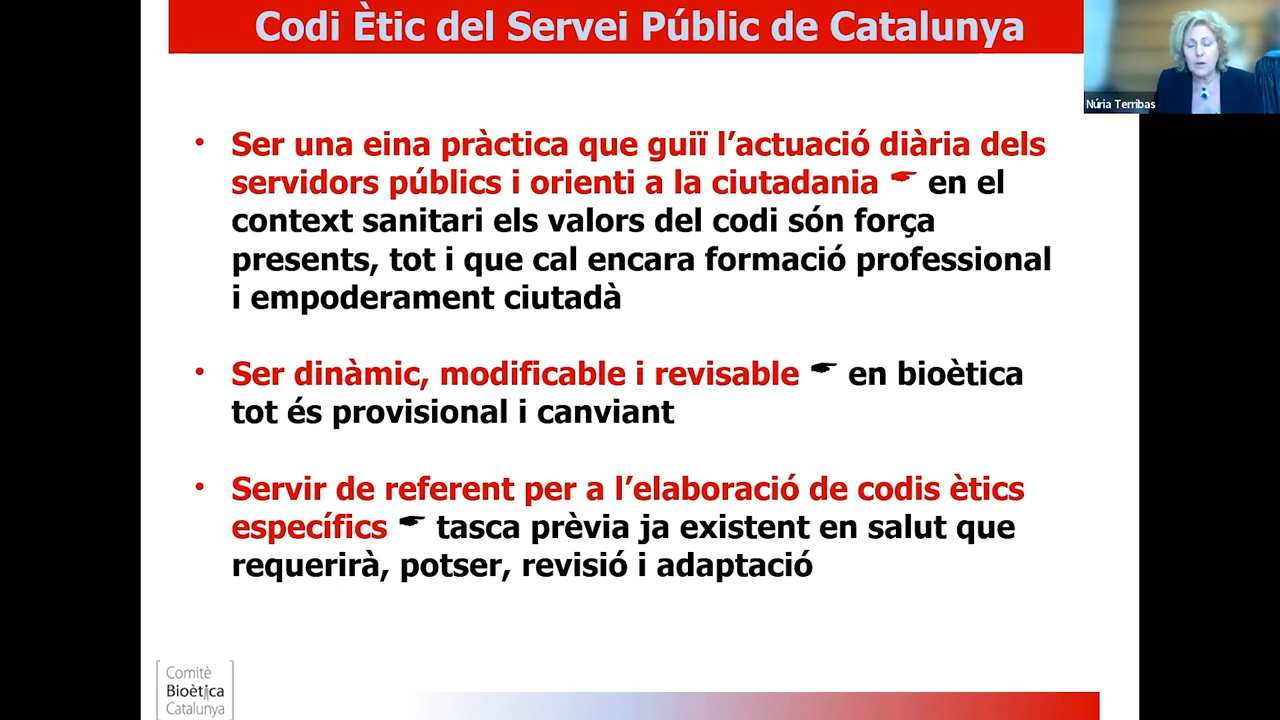 Codi Ètic del Servei Públic de Catalunya
Núria Terribas
• Ser una eina pràctica que guiï l’actuació diària dels
servidors públics i orienti a la ciutadania ☛ en el
context sanitari els valors del codi són força
presents, tot i que cal encara formació professional
i empoderament ciutadà
• Ser dinàmic, modificable i revisable ☛ en bioètica
tot és provisional i canviant
• Servir de referent per a l’elaboració de codis ètics
específics ☛ tasca prèvia ja existent en salut que
requerirà, potser, revisió i adaptació
Comitè
Bioètica
Catalunya